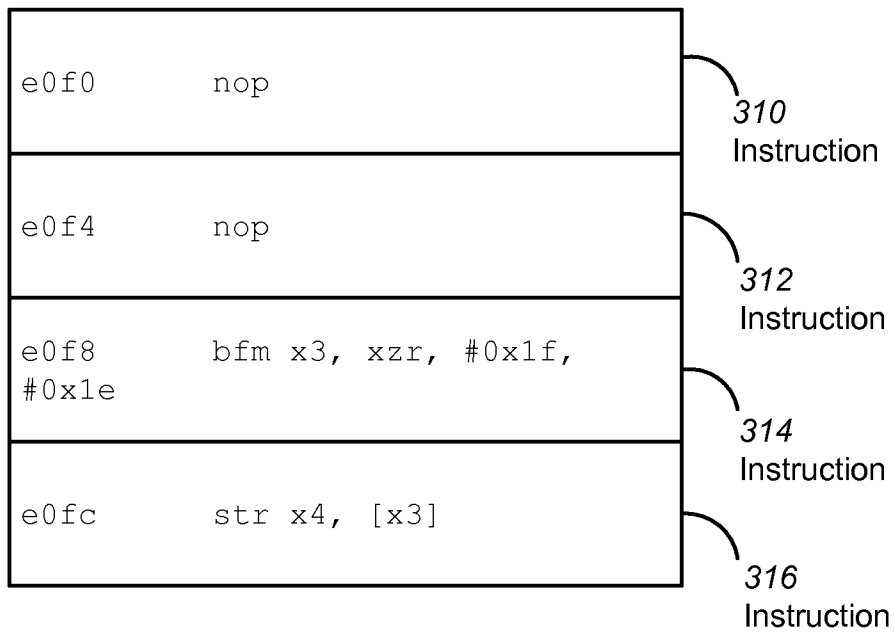 e0f0 nop
310
Instruction
e0f4 nop
312
Instruction
e0f8 bfm x3, xzr, #0x1f,
#0x1e
314
Instruction
e0fc str x4, [x3]
316
Instruction